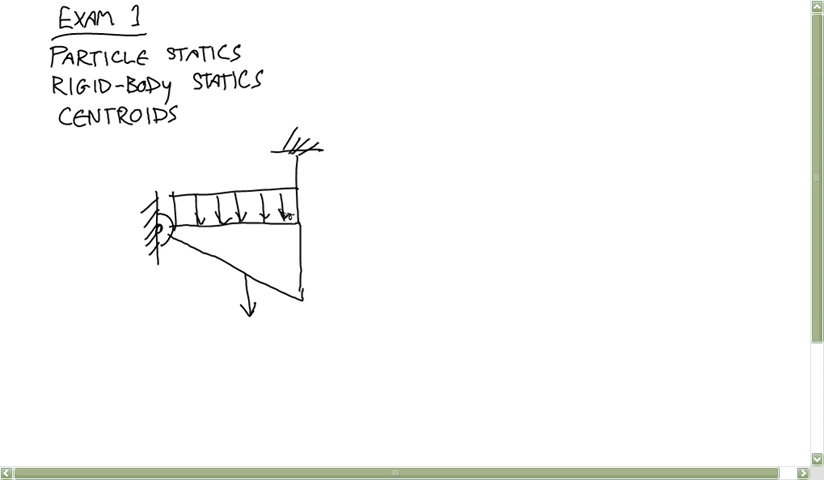 EXAM 1
PARTICLE STATICS
RIGID-BODY STATICS
CENTROIDS